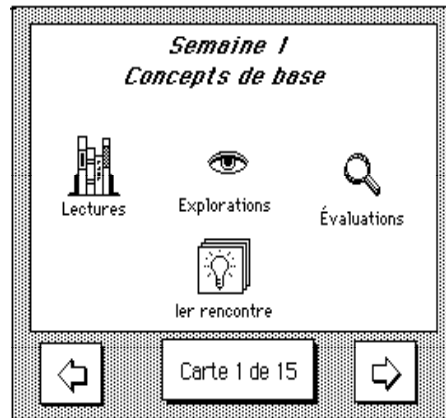 Semaine 1
Concepts de base
Lectures
Explorations
Évaluations
1er rencontre
Carte 1 de 15